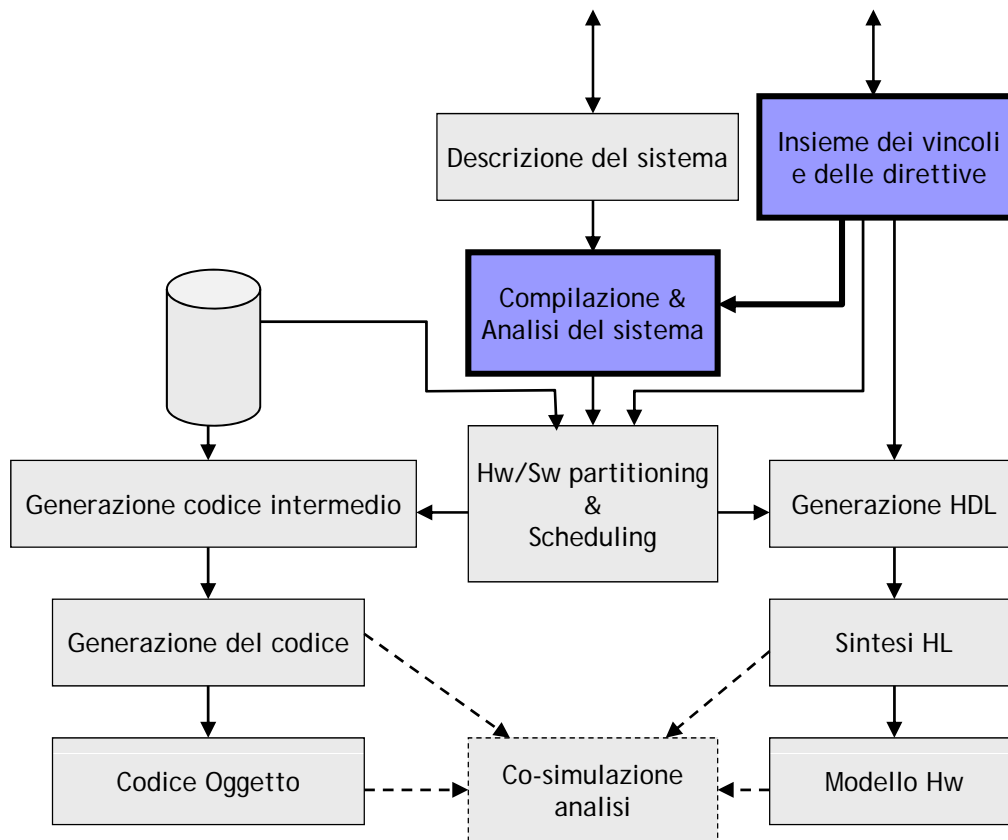 Descrizione del sistema
Insieme dei vincoli
e delle direttive
Compilazione &
Analisi del sistema
Generazione codice intermedio
Hw/Sw partitioning
&
Scheduling
Generazione HDL
Generazione del codice
Sintesi HL
Codice Oggetto
Co-simulazione
analisi
Modello Hw